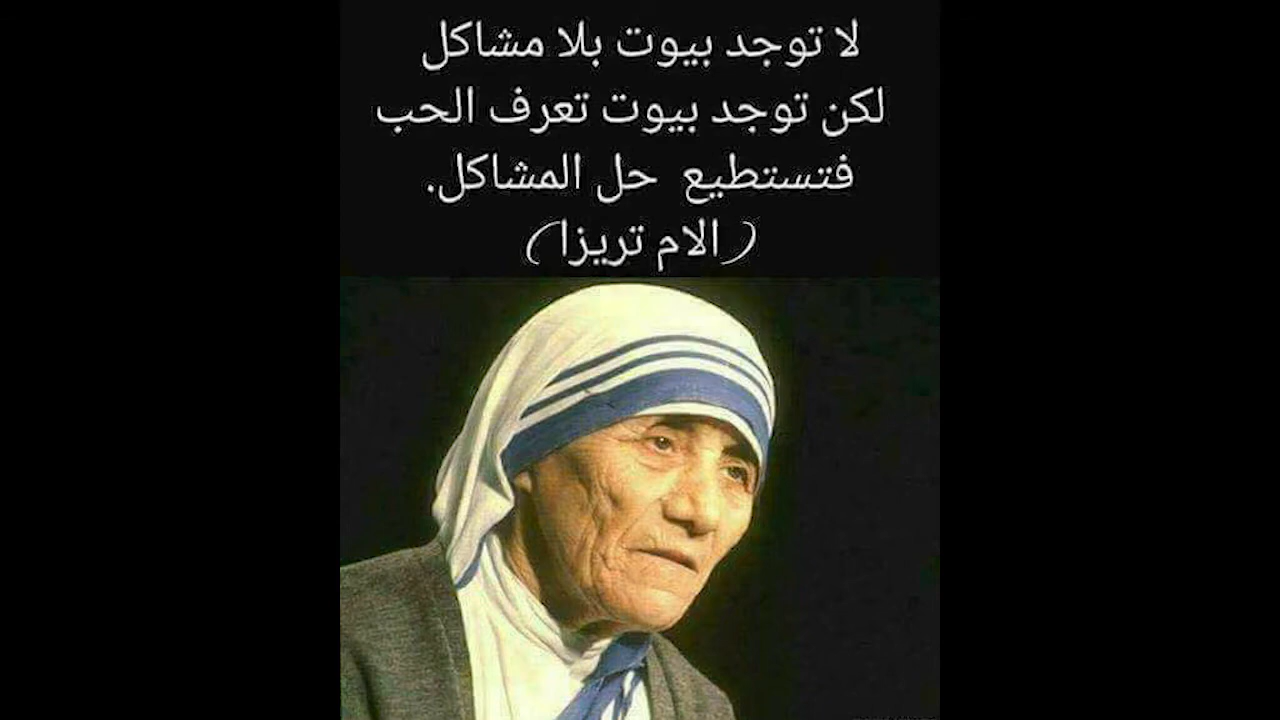 لا توجد بيوت بلا مشاكل
لكن توجد بيوت تعرف الحب
فتستطيع حل المشاكل.
(الام تريزا)